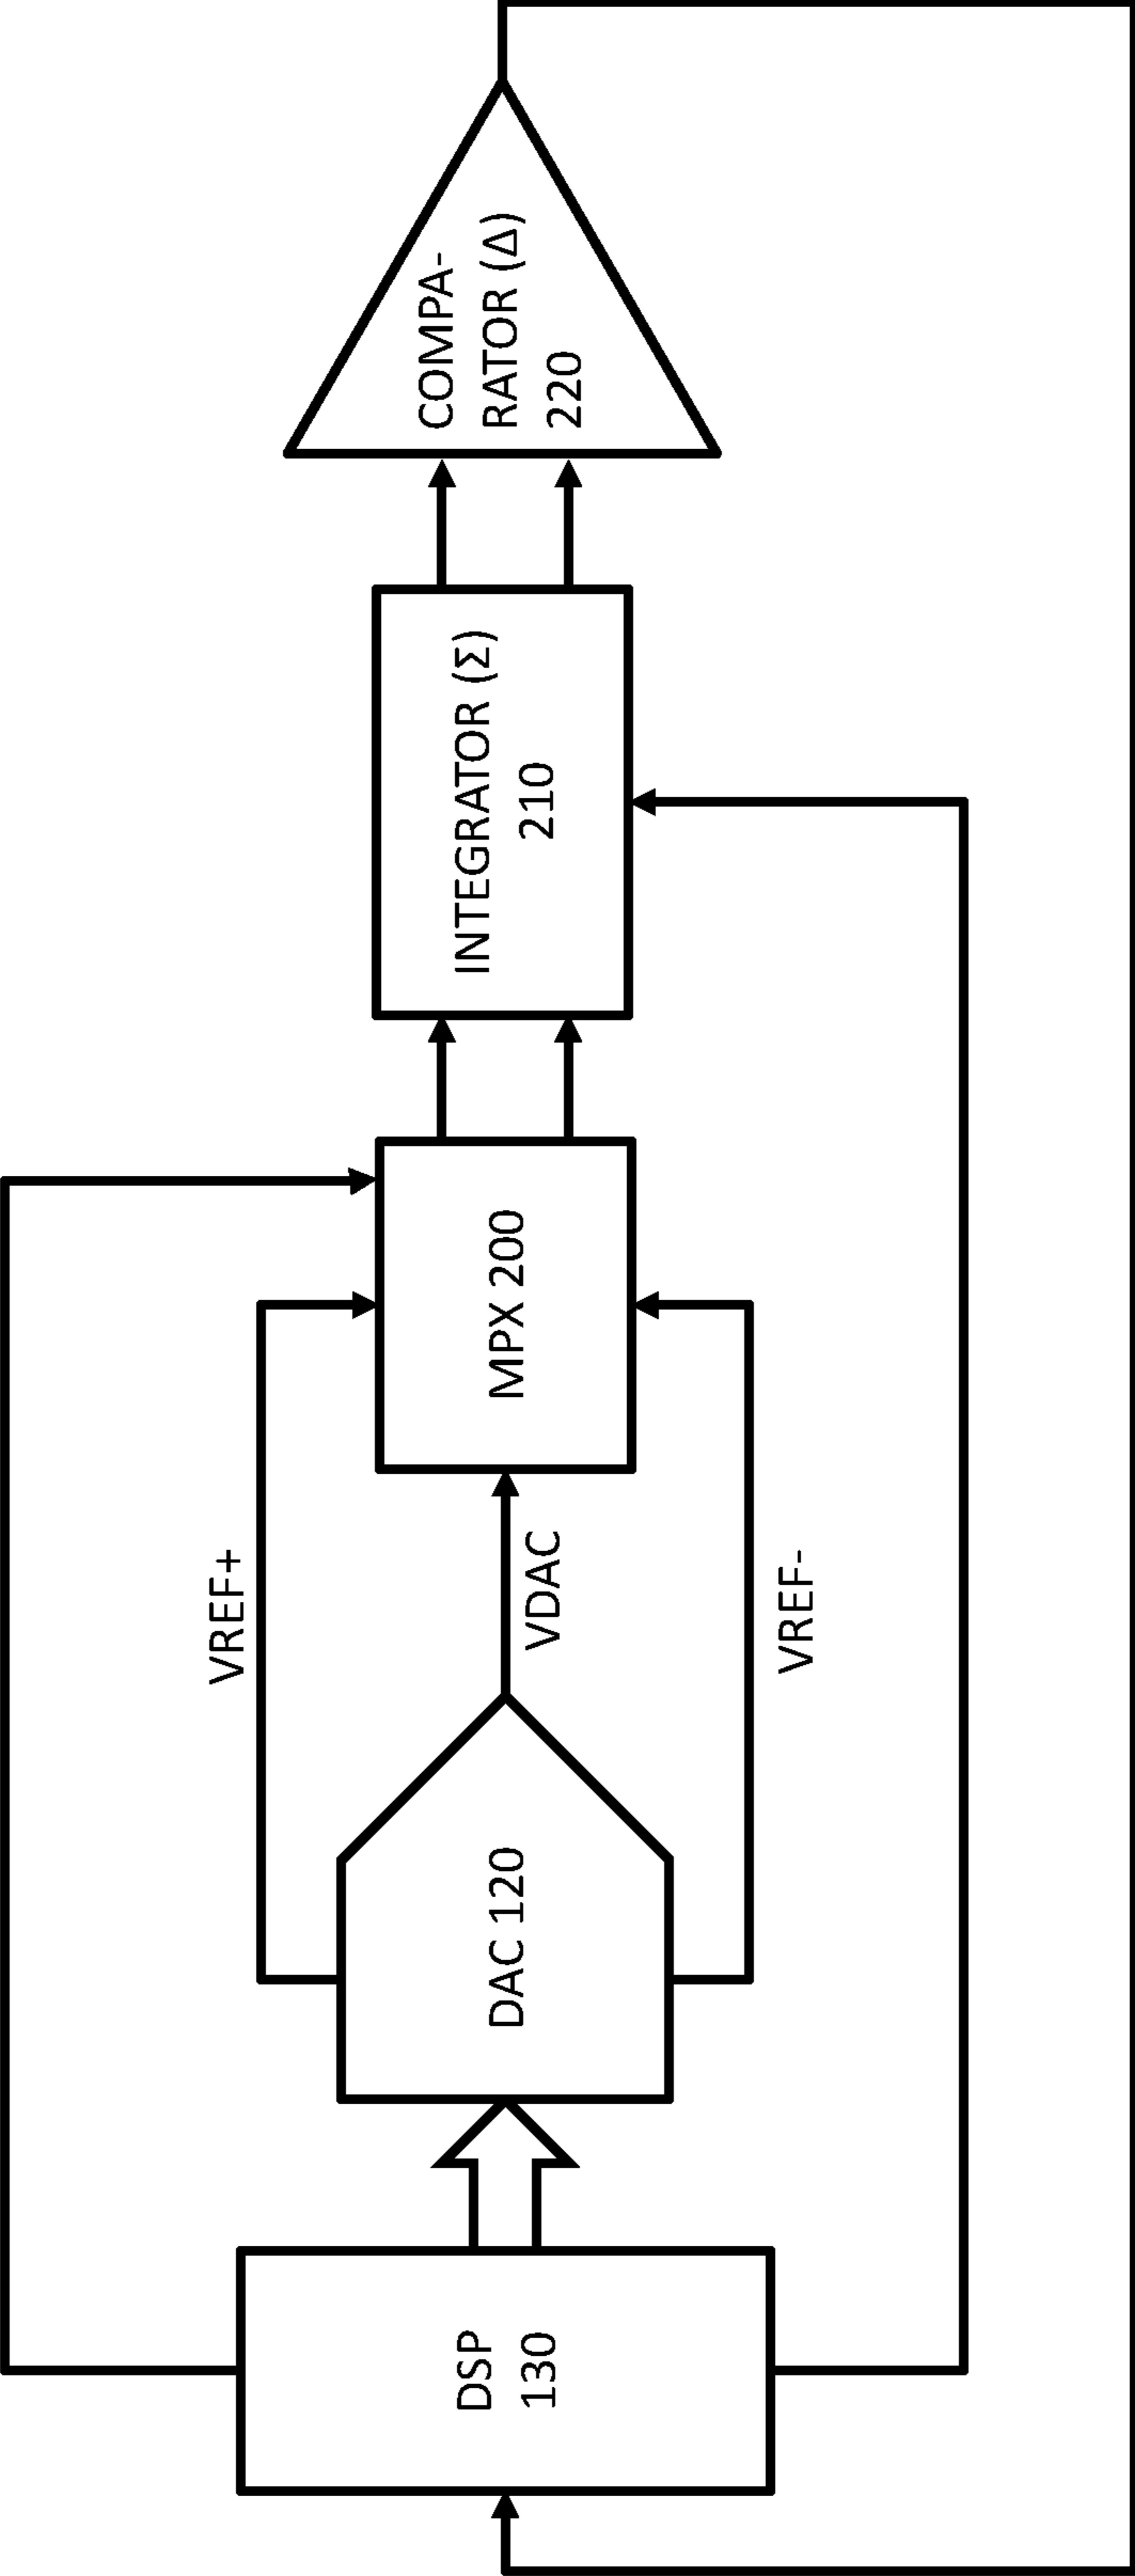 DSP
130
DAC 120
VREF+
VDAC
VREF-
MPX 200
INTEGRATOR (Σ)
210
COMPA-
RATOR (Δ)
220